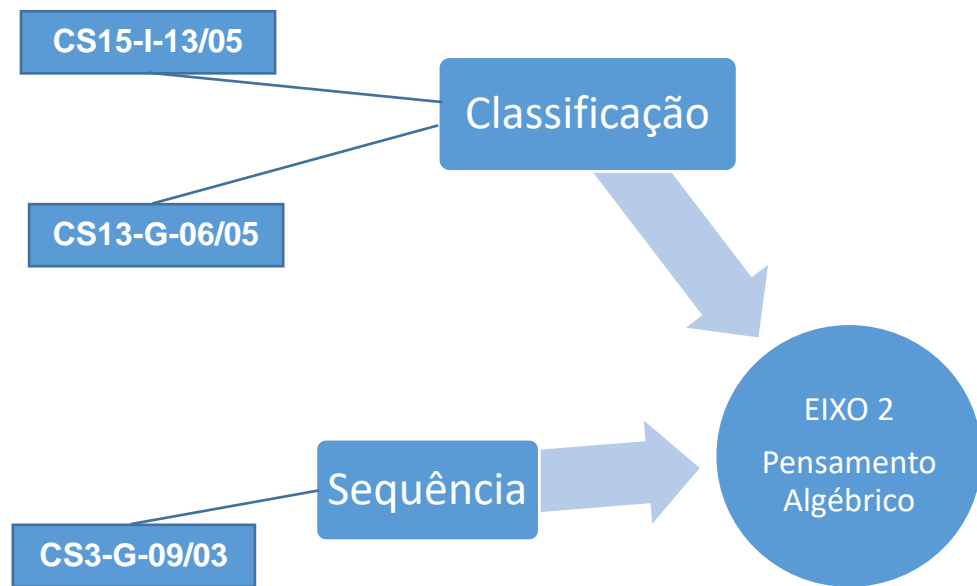 CS15-I-13/05
Classificação
CS13-G-06/05
EIXO 2
Pensamento
Algébrico
Sequência
CS3-G-09/03